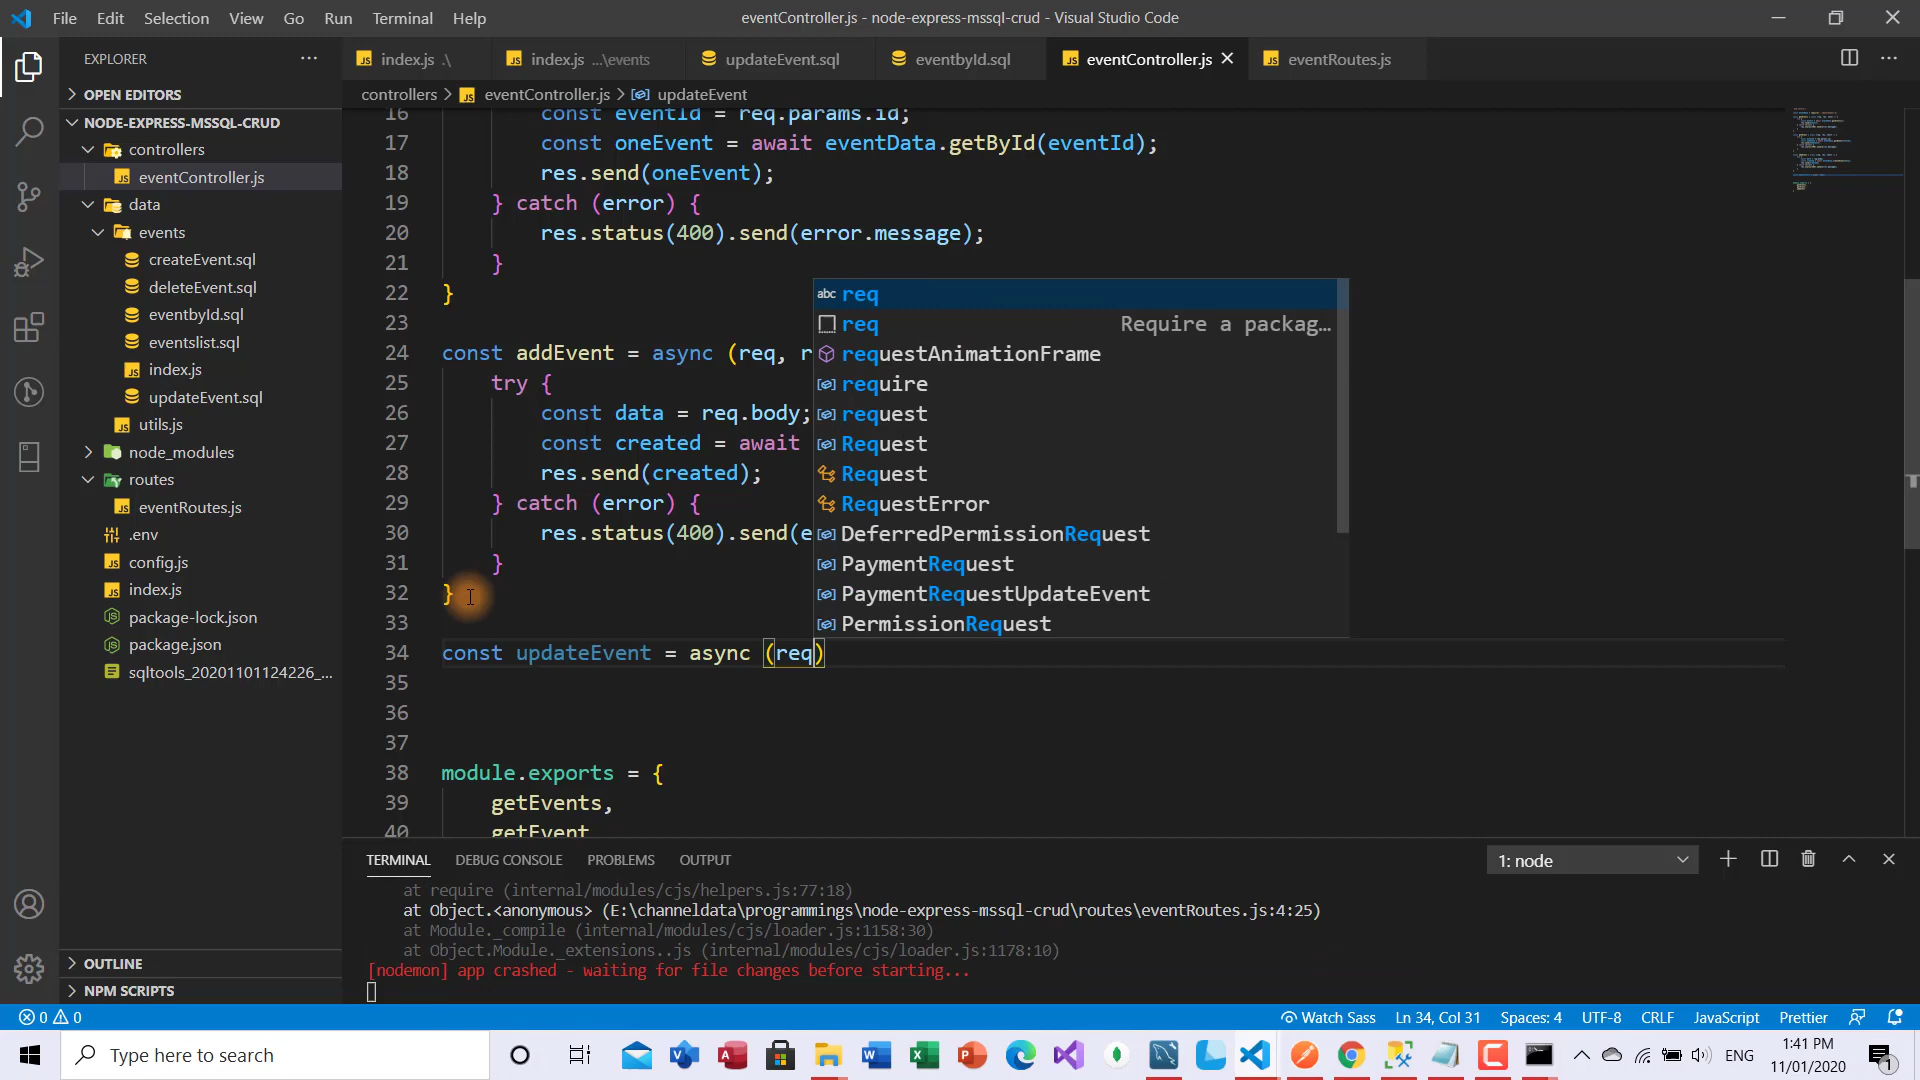 File Edit Selection View Go Run Terminal Help
eventController.js - node-express-mssql-crud - Visual Studio Code
EXPLORER
index.js .\
index.js ...\events
updateEvent.sql
eventbyId.sql
eventController.js
eventRoutes.js
OPEN EDITORS
controllers > eventController.js > updateEvent
NODE-EXPRESS-MSSQL-CRUD
controllers
eventController.js
data
events
createEvent.sql
deleteEvent.sql
eventbyId.sql
eventslist.sql
index.js
updateEvent.sql
utils.js
node_modules
routes
eventRoutes.js
.env
config.js
index.js
package-lock.json
package.json
sqltools_20201101124226_...
OUTLINE
NPM SCRIPTS
16 const eventId = req.params.id;
17 const oneEvent = await eventData.getById(eventId);
18 res.send(oneEvent);
19 } catch (error) {
20 res.status(400).send(error.message);
21 }
22 }
23
24 const addEvent = async (req, r
25 try {
26 const data = req.body;
27 const created = await
28 res.send(created);
29 } catch (error) {
30 res.status(400).send(e
31 }
32 }
33
34 const updateEvent = async (req)
35
36
37
38 module.exports = {
39 getEvents,
40 getEvent
abc req
req Require a packag...
requestAnimationFrame
require
request
Request
Request
RequestError
DeferredPermissionRequest
PaymentRequest
PaymentRequestUpdateEvent
PermissionRequest
TERMINAL DEBUG CONSOLE PROBLEMS OUTPUT
1: node
at require (internal/modules/cjs/helpers.js:77:18)
at Object.<anonymous> (E:\channeldata\programmings\node-express-mssql-crud\routes\eventRoutes.js:4:25)
at Module._compile (internal/modules/cjs/loader.js:1158:30)
at Object.Module._extensions..js (internal/modules/cjs/loader.js:1178:10)
[nodemon] app crashed - waiting for file changes before starting...
0 0
Watch Sass Ln 34, Col 31 Spaces: 4 UTF-8 CRLF JavaScript Prettier
Type here to search
ENG
1:41 PM
11/01/2020
1